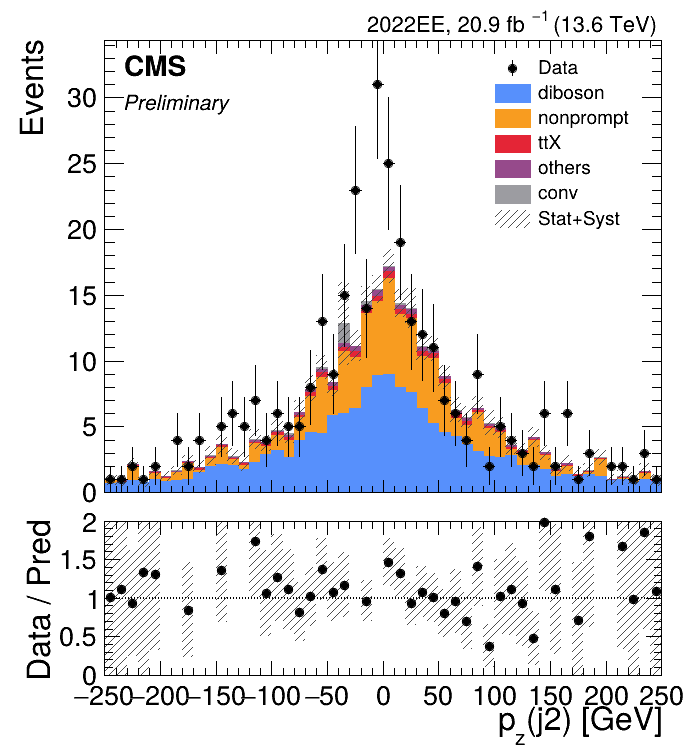 2022EE, 20.9 fb⁻¹ (13.6 TeV)
CMS
Preliminary
Events
30
25
20
15
10
5
0
Data
diboson
nonprompt
ttX
others
conv
Stat+Syst
Data / Pred
2
1.5
1
0.5
0
−250 −200 −150 −100 −50 0 50 100 150 200 250
p_z(j2) [GeV]